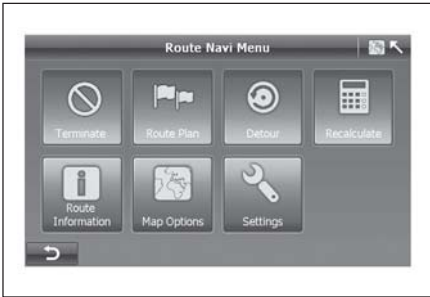 Route Navi Menu
Terminate
Route Plan
Detour
Recalculate
Route
Information
Map Options
Settings